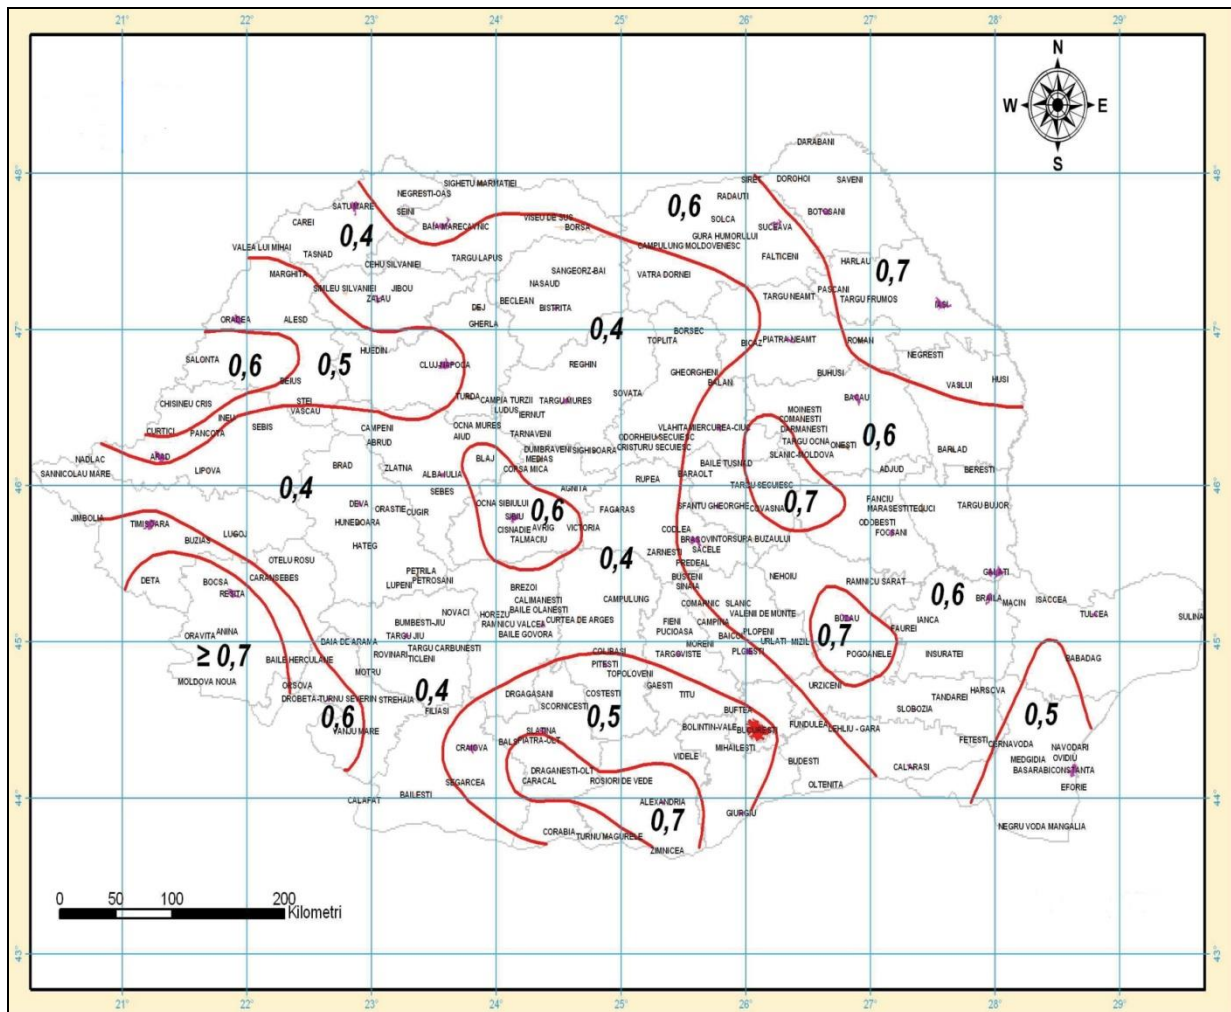 21° 22° 23° 24° 25° 26° 27° 28° 29°
N
W E
S
DARABANI
48° 48°
SIGHETU MARMATIEI
SIRET DOROHOI SAVENI
NEGRESTI-OAS
RADAUTI
SATU MARE SEINI
0,6
BOTOSANI
CAREI
VISEU DE SUS
SOLCA
BORSA
SUCEAVA
0,4
GURA HUMORULUI
VALEA LUI MIHAI
CAMPULUNG MOLDOVENESC
TASNAD
TARGU LAPUS
FALTICENI
HARLAU
0,7
CEHU SILVANIEI
MARGHITA
SANGEORZ-BAI
VATRA DORNEI
SIMLEU SILVANIEI JIBOU
NASAUD
PASCANI
ZALAU
BECLEAN
TARGU NEAMT
TARGU FRUMOS
IASI
DEJ
BISTRITA
ORADEA ALESD
GHERLA
0,4
BORSEC
47° 47°
TOPLITA
BICAZ
PIATRA NEAMT
ROMAN
HUEDIN
NEGRESTI
SALONTA
0,6
0,5
CLUJ-NAPOCA
REGHIN
GHEORGHENI
BUHUSI
BEIUS
BALAN
HUSI
VASLUI
CHISINEU CRIS
STEI
TURDA
CAMPIA TURZII
TARGU MURES
SOVATA
BACAU
VASCAU
LUDUS
MOINESTI
INEU
IERNUT
COMANESTI
CURTICI
PANCOTA
SEBIS
CAMPENI
OCNA MURES
TARNAVENI
VLAHITA MIERCUREA-CIUC
DARMANESTI
0,6
ABRUD
AIUD
ODORHEIU SECUIESC
TARGU OCNA
ONESTI
NADLAC
ARAD
DUMBRAVENI
SIGHISOARA
CRISTURU SECUIESC
SLANIC-MOLDOVA
BARLAD
BLAJ
MEDIAS
SANNICOLAU MARE
LIPOVA
BRAD
ZLATNA
ALBA IULIA
COPSA MICA
BAILE TUSNAD
ADJUD
BERESTI
RUPEA
BARAOLT
46° 46°
0,4
SEBES
AGNITA
TARGU SECUIESC
DEVA
OCNA SIBIULUI
0,6
0,7
ORASTIE
CUGIR
SIBIU
FAGARAS
SFANTU GHEORGHE
COVASNA
TARGU BUJOR
JIMBOLIA
TIMISOARA
HUNEDOARA
CISNADIE AVRIG
VICTORIA
MARASESTI
ODOBESTI
TALMACIU
CODLEA
FOCSANI
BUZIAS
LUGOJ
HATEG
0,4
ZARNESTI
SACELE
OTELU ROSU
PREDEAL
GALATI
DETA
BOCSA
CARANSEBES
PETRILA
PETROSANI
BUSTENI
NEHOIU
RAMNICU SARAT
RESITA
LUPENI
BREZOI
SINAIA
0,6
BRAILA
MACIN
ISACCEA
CALIMANESTI
CAMPULUNG
COMARNIC
SLANIC
NOVACI
HOREZU
BAILE OLANESTI
VALENII DE MUNTE
BUZAU
TULCEA
SULINA
BUMBESTI-JIU
RAMNICU VALCEA
CURTEA DE ARGES
FIENI
CAMPINA
IANCA
ORAVITA
ANINA
TARGU JIU
BAILE GOVORA
PUCIOASA
BAICOI
PLOPENI
0,7
FAUREI
45° 45°
≥ 0,7
BAIA DE ARAMA
TARGU CARBUNESTI
MORENI
URLATI
MIZIL
BAILE HERCULANE
ROVINARI
TICLENI
COLIBASI
TARGOVISTE
PLOIESTI
POGOANELE
INSURATEI
BABADAG
MOLDOVA NOUA
MOTRU
PITESTI
TOPOLOVENI
ORSOVA
0,4
DRGAGASANI
COSTESTI
GAESTI
TITU
URZICENI
HARSCVA
DROBETA-TURNU SEVERIN
STREHAIA
SCORNICESTI
0,5
BUFTEA
TANDAREI
0,5
0,6
FILIASI
SLOBOZIA
VANJU MARE
SLATINA
BOLINTIN-VALE
BUCURESTI
FUNDULEA
LEHLIU - GARA
CRAIOVA
BALS
PIATRA-OLT
MIHAILESTI
FETESTI
CERNAVODA
NAVODARI
VIDELE
BUDESTI
MEDGIDIA
OVIDIU
SEGARCEA
DRAGANESTI-OLT
CALARASI
BASARABI
CONSTANTA
CARACAL
ROSIORI DE VEDE
OLTENITA
EFORIE
44° 44°
CALAFAT
BAILESTI
ALEXANDRIA
GIURGIU
0,7
CORABIA
TURNU MAGURELE
NEGRU VODA MANGALIA
ZIMNICEA
0 50 100 200
Kilometri
43° 43°
21° 22° 23° 24° 25° 26° 27° 28° 29°